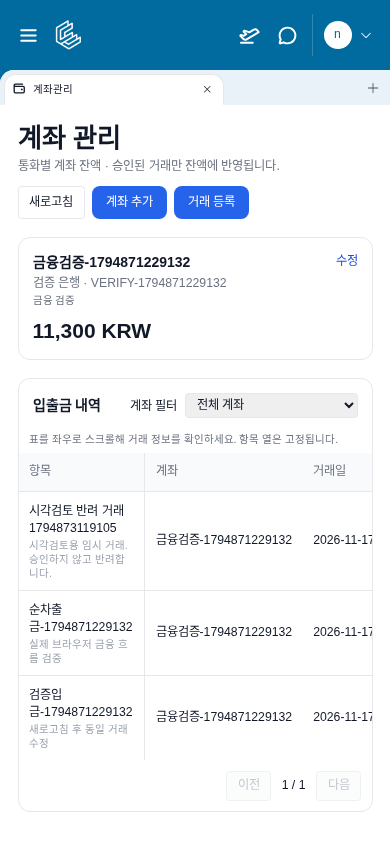 n
계좌관리
계좌 관리
통화별 계좌 잔액 · 승인된 거래만 잔액에 반영됩니다.
새로고침 계좌 추가 거래 등록
금융검증-1794871229132 수정
검증 은행 · VERIFY-1794871229132
금융 검증
11,300 KRW
입출금 내역 계좌 필터 전체 계좌
표를 좌우로 스크롤해 거래 정보를 확인하세요. 항목 열은 고정됩니다.
항목 계좌 거래일
시각검토 반려 거래
1794873119105
시각검토용 임시 거래.
승인하지 않고 반려합
니다.
금융검증-1794871229132 2026-11-17
순차출
금-1794871229132
실제 브라우저 금융 흐
름 검증
금융검증-1794871229132 2026-11-17
검증입
금-1794871229132
새로고침 후 동일 거래
수정
금융검증-1794871229132 2026-11-17
이전 1 / 1 다음